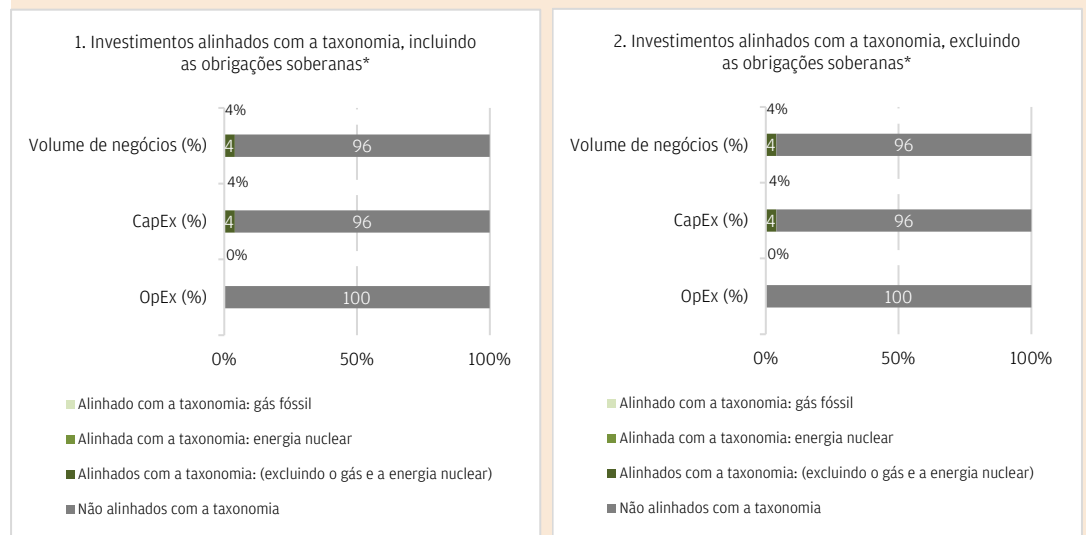 1. Investimentos alinhados com a taxonomia, incluindo
as obrigações soberanas*
4%
Volume de negócios (%)
4
96
4%
CapEx (%)
4
96
0%
OpEx (%)
100
0%
50%
100%
Alinhado com a taxonomia: gás fóssil
Alinhada com a taxonomia: energia nuclear
Alinhados com a taxonomia: (excluindo o gás e a energia nuclear)
Não alinhados com a taxonomia
2. Investimentos alinhados com a taxonomia, excluindo
as obrigações soberanas*
4%
Volume de negócios (%)
4
96
4%
CapEx (%)
4
96
0%
OpEx (%)
100
0%
50%
100%
Alinhado com a taxonomia: gás fóssil
Alinhada com a taxonomia: energia nuclear
Alinhados com a taxonomia: (excluindo o gás e a energia nuclear)
Não alinhados com a taxonomia